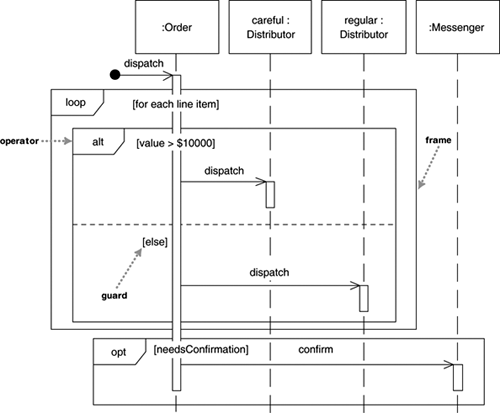 :Order
careful :
Distributor
regular :
Distributor
:Messenger
dispatch
loop
[for each line item]
operator
alt
[value > $10000]
frame
dispatch
[else]
dispatch
guard
opt
[needsConfirmation]
confirm